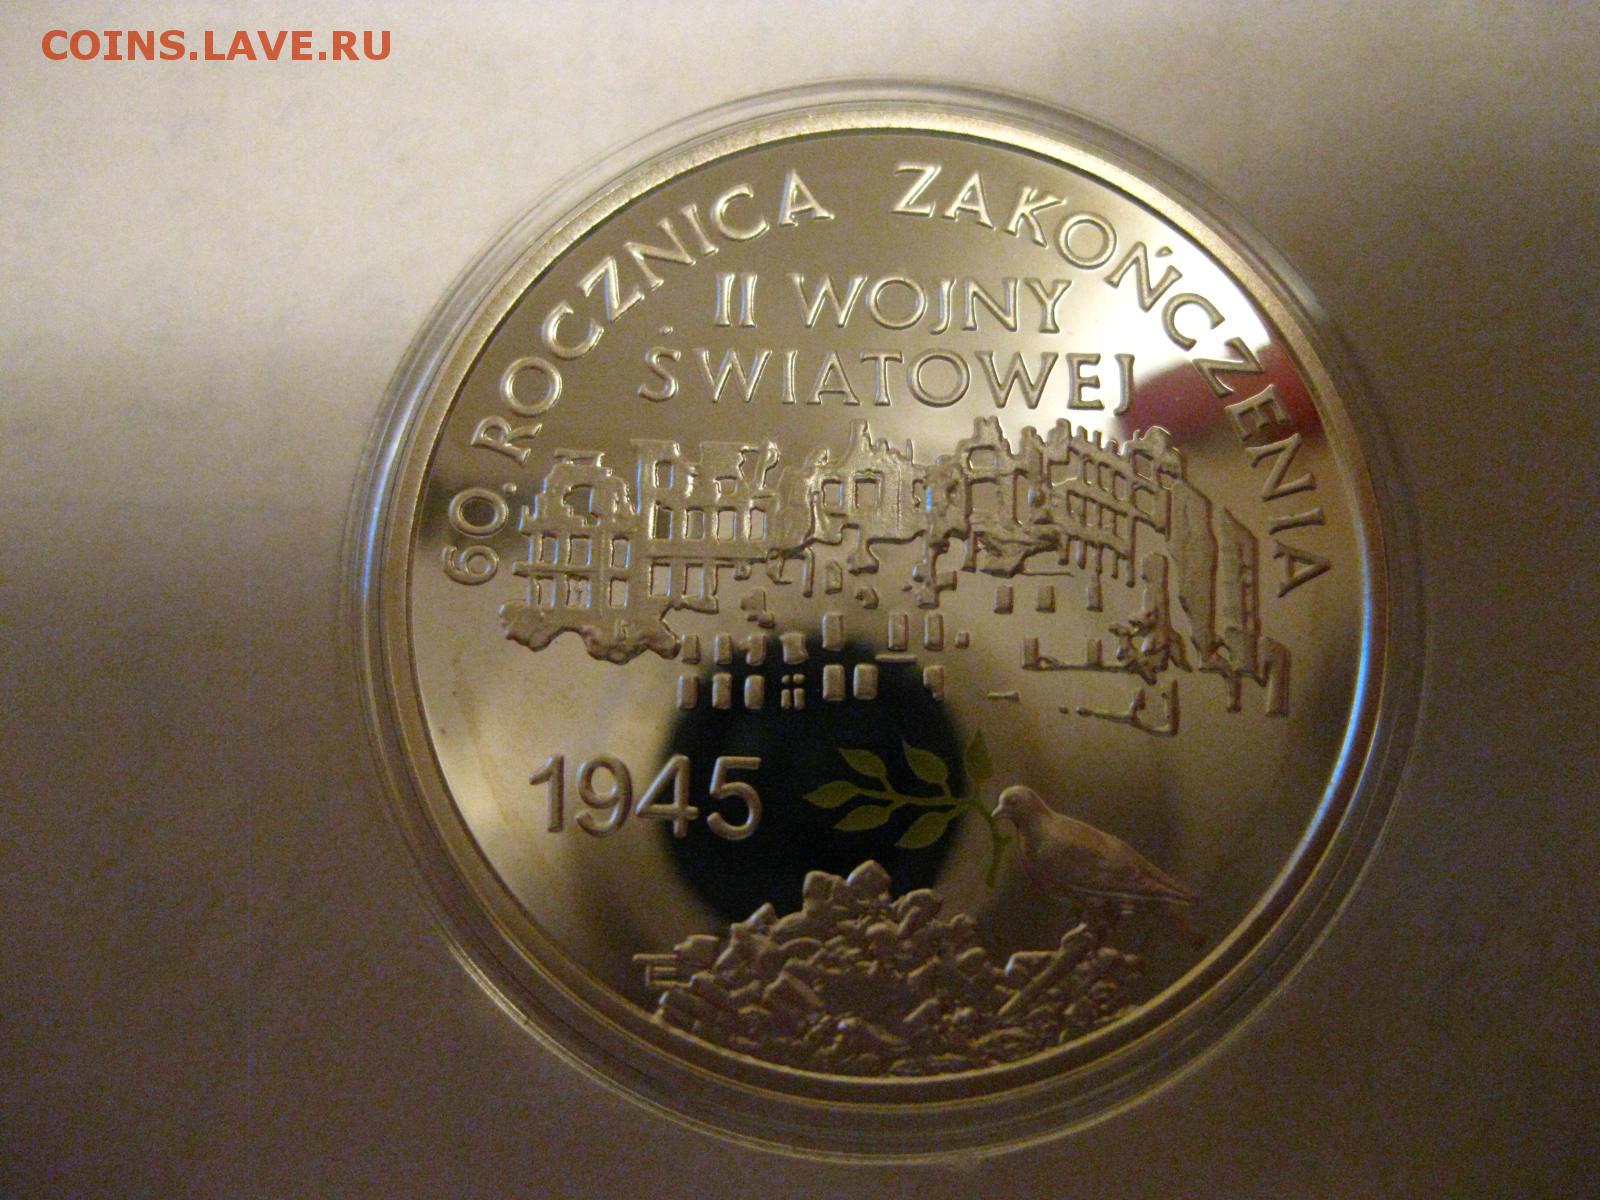 COINS.LAVE.RU
60. ROCZNICA ZAKOŃCZENIA
II WOJNY
ŚWIATOWEJ
1945